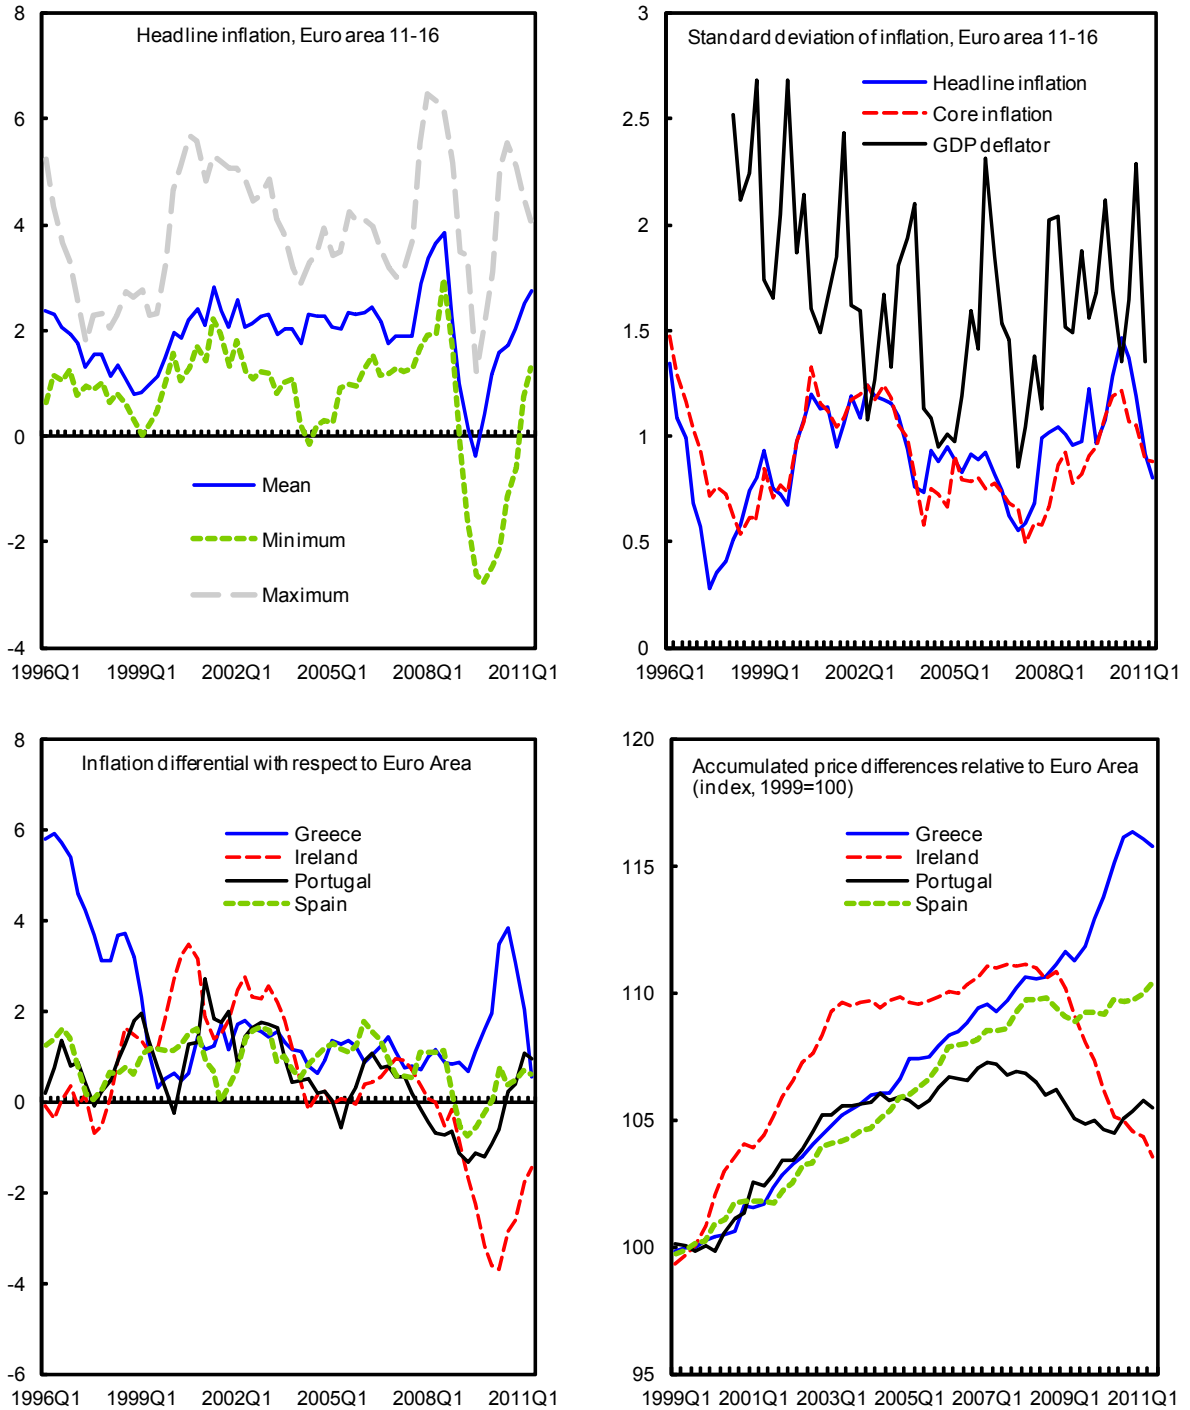 Headline inflation, Euro area 11-16
8
6
4
2
0
-2
-4
Mean
Minimum
Maximum
1996Q1 1999Q1 2002Q1 2005Q1 2008Q1 2011Q1
Standard deviation of inflation, Euro area 11-16
3
2.5
2
1.5
1
0.5
0
Headline inflation
Core inflation
GDP deflator
1996Q1 1999Q1 2002Q1 2005Q1 2008Q1 2011Q1
Inflation differential with respect to Euro Area
8
6
4
2
0
-2
-4
-6
Greece
Ireland
Portugal
Spain
1996Q1 1999Q1 2002Q1 2005Q1 2008Q1 2011Q1
Accumulated price differences relative to Euro Area
(index, 1999=100)
120
115
110
105
100
95
Greece
Ireland
Portugal
Spain
1999Q1 2001Q1 2003Q1 2005Q1 2007Q1 2009Q1 2011Q1